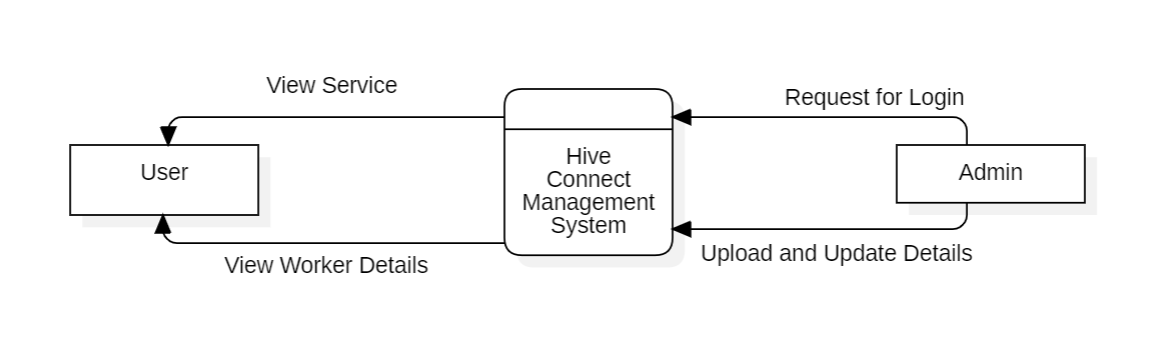 View Service
Request for Login
User
Hive
Connect
Management
System
Admin
View Worker Details
Upload and Update Details